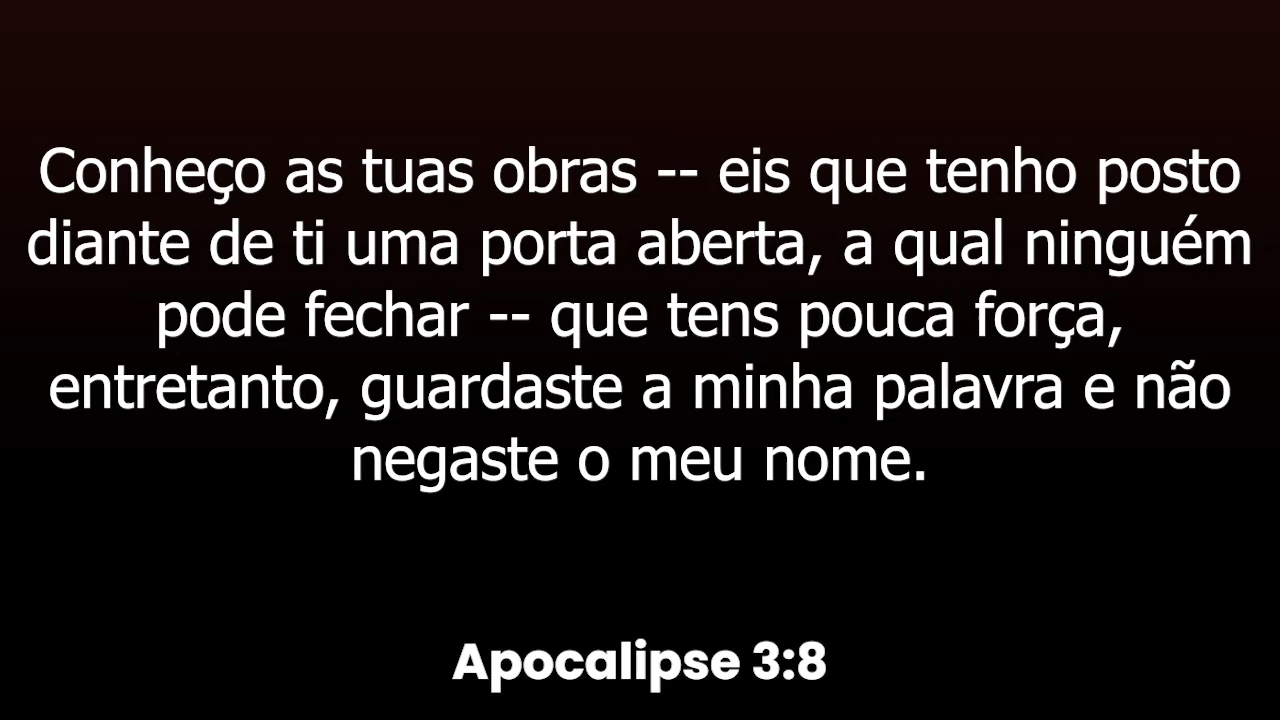 Conheço as tuas obras -- eis que tenho posto
diante de ti uma porta aberta, a qual ninguém
pode fechar -- que tens pouca força,
entretanto, guardaste a minha palavra e não
negaste o meu nome.
Apocalipse 3:8